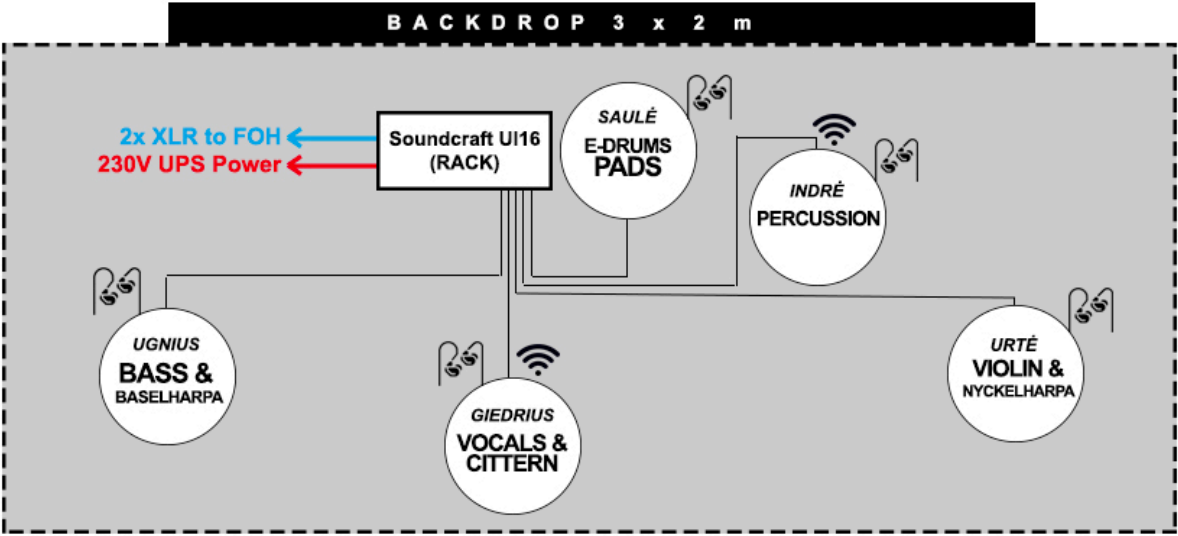 BACKDROP 3 x 2 m
2x XLR to FOH
230V UPS Power
Soundcraft UI16
(RACK)
SAULĖ
E-DRUMS
PADS
INDRĖ
PERCUSSION
UGNIUS
BASS &
BASELHARPA
GIEDRIUS
VOCALS &
CITTERN
URTĖ
VIOLIN &
NYCKELHARPA